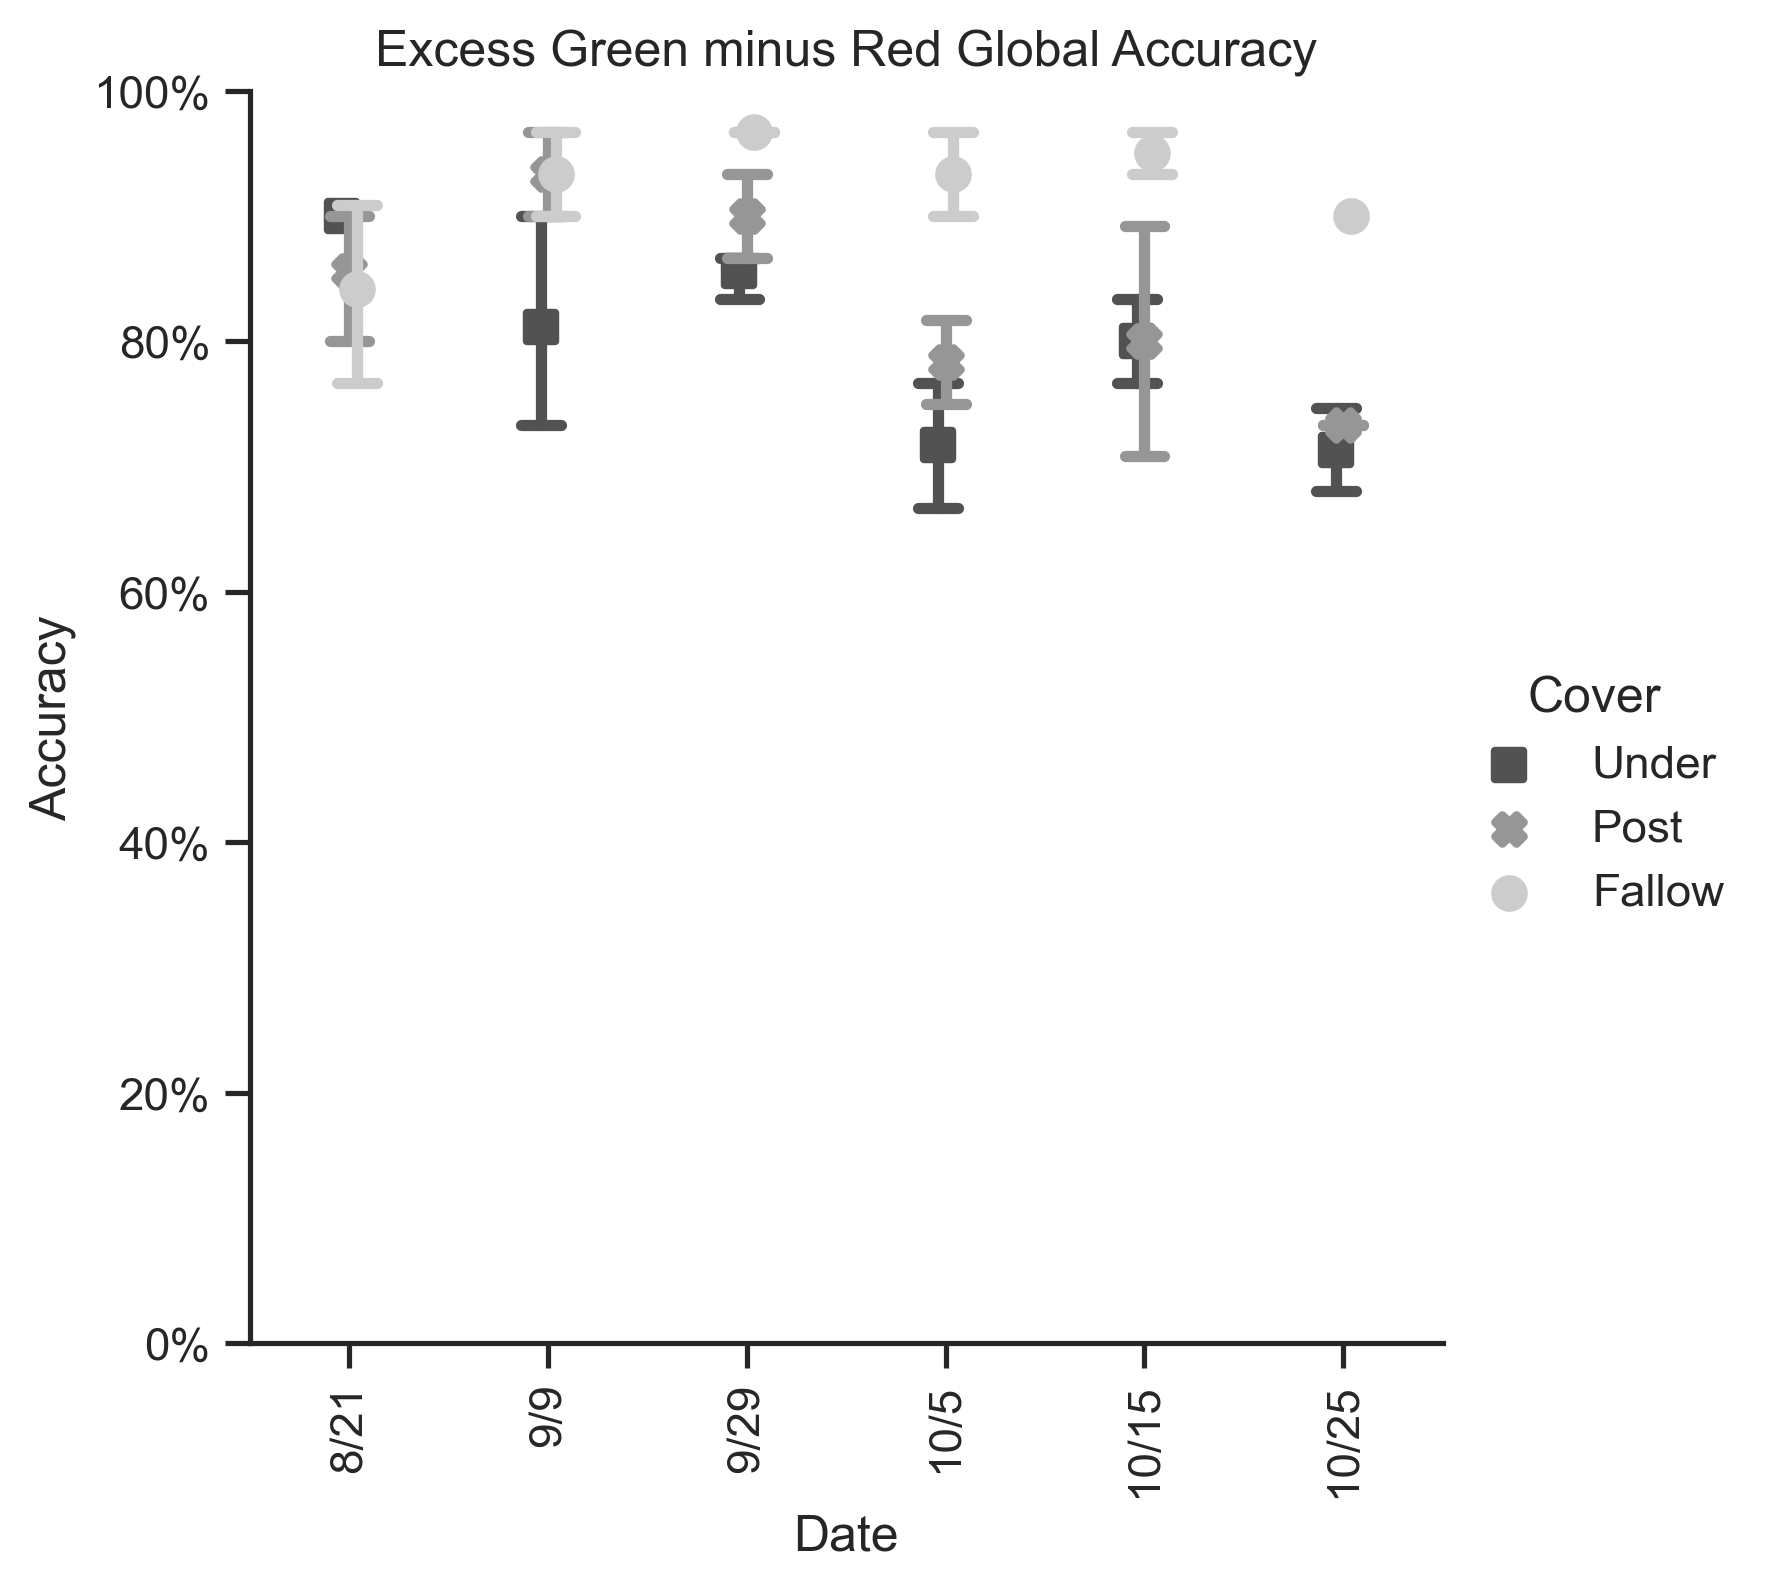 Excess Green minus Red Global Accuracy
100%
80%
60%
40%
20%
0%
Accuracy
8/21
9/9
9/29
10/5
10/15
10/25
Date
Cover
Under
Post
Fallow